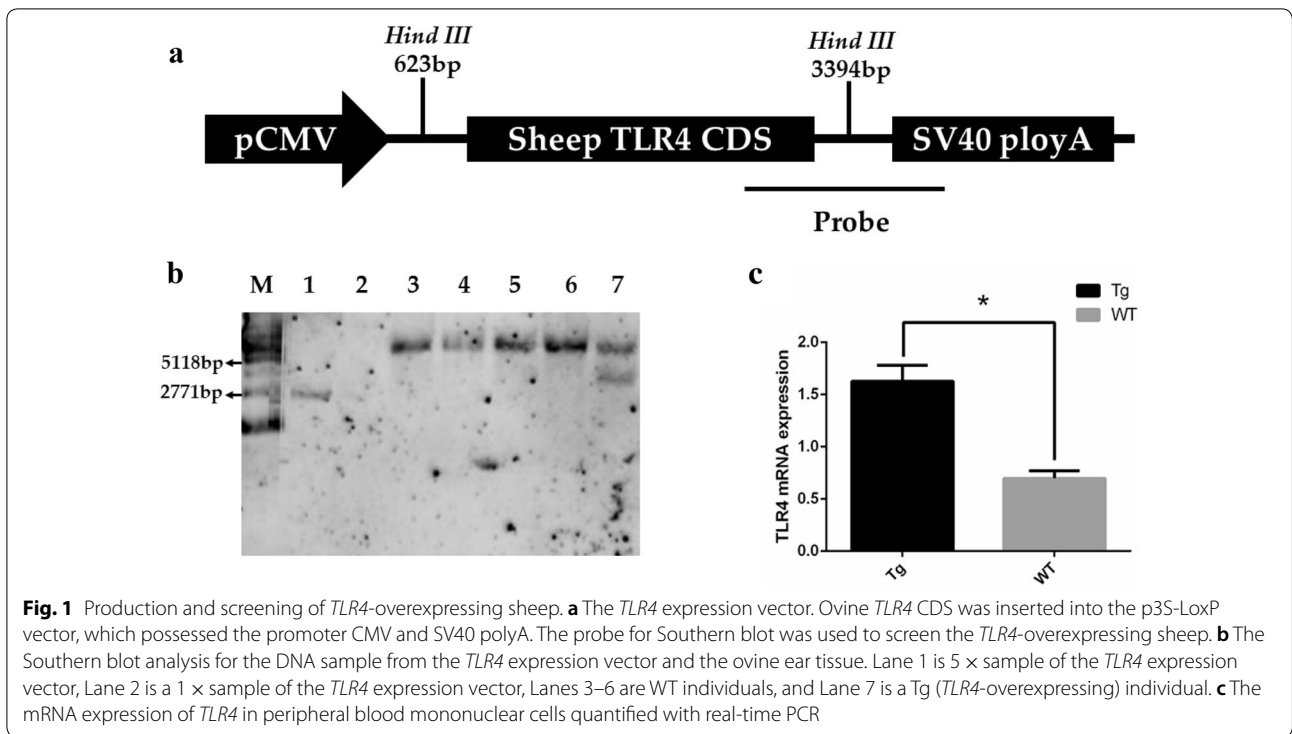 a
Hind III
623bp
Hind III
3394bp
pCMV
Sheep TLR4 CDS
SV40 ployA
Probe
b
M 1 2 3 4 5 6 7
5118bp
2771bp
c
Tg
WT
*
TLR4 mRNA expression
2.0
1.5
1.0
0.5
0.0
Tg
WT
Fig. 1 Production and screening of TLR4-overexpressing sheep. a The TLR4 expression vector. Ovine TLR4 CDS was inserted into the p3S-LoxP
vector, which possessed the promoter CMV and SV40 polyA. The probe for Southern blot was used to screen the TLR4-overexpressing sheep. b The
Southern blot analysis for the DNA sample from the TLR4 expression vector and the ovine ear tissue. Lane 1 is 5 × sample of the TLR4 expression
vector, Lane 2 is a 1 × sample of the TLR4 expression vector, Lanes 3–6 are WT individuals, and Lane 7 is a Tg (TLR4-overexpressing) individual. c The
mRNA expression of TLR4 in peripheral blood mononuclear cells quantified with real-time PCR